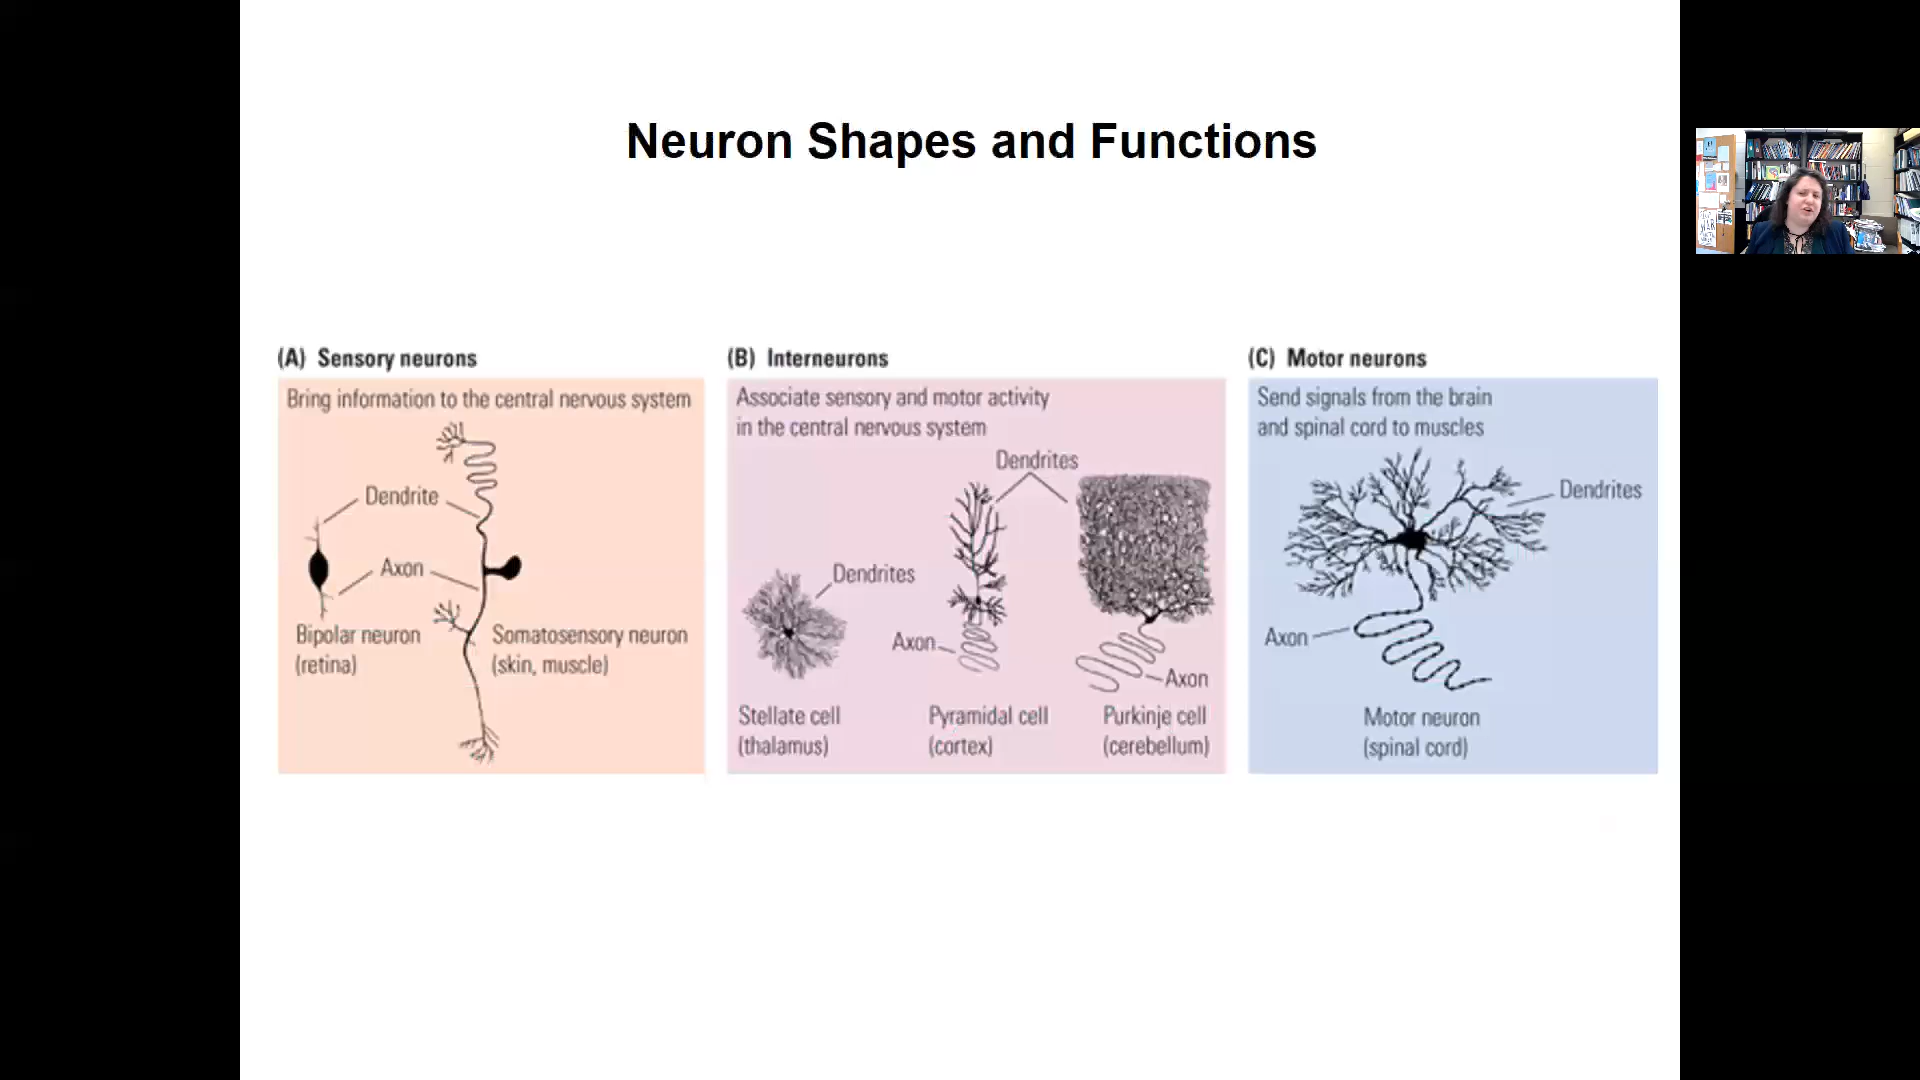 Neuron Shapes and Functions
(A) Sensory neurons
Bring information to the central nervous system
Dendrite
Axon
Bipolar neuron
(retina)
Somatosensory neuron
(skin, muscle)
(B) Interneurons
Associate sensory and motor activity
in the central nervous system
Dendrites
Dendrites
Axon
Axon
Stellate cell
(thalamus)
Pyramidal cell
(cortex)
Purkinje cell
(cerebellum)
(C) Motor neurons
Send signals from the brain
and spinal cord to muscles
Dendrites
Axon
Motor neuron
(spinal cord)